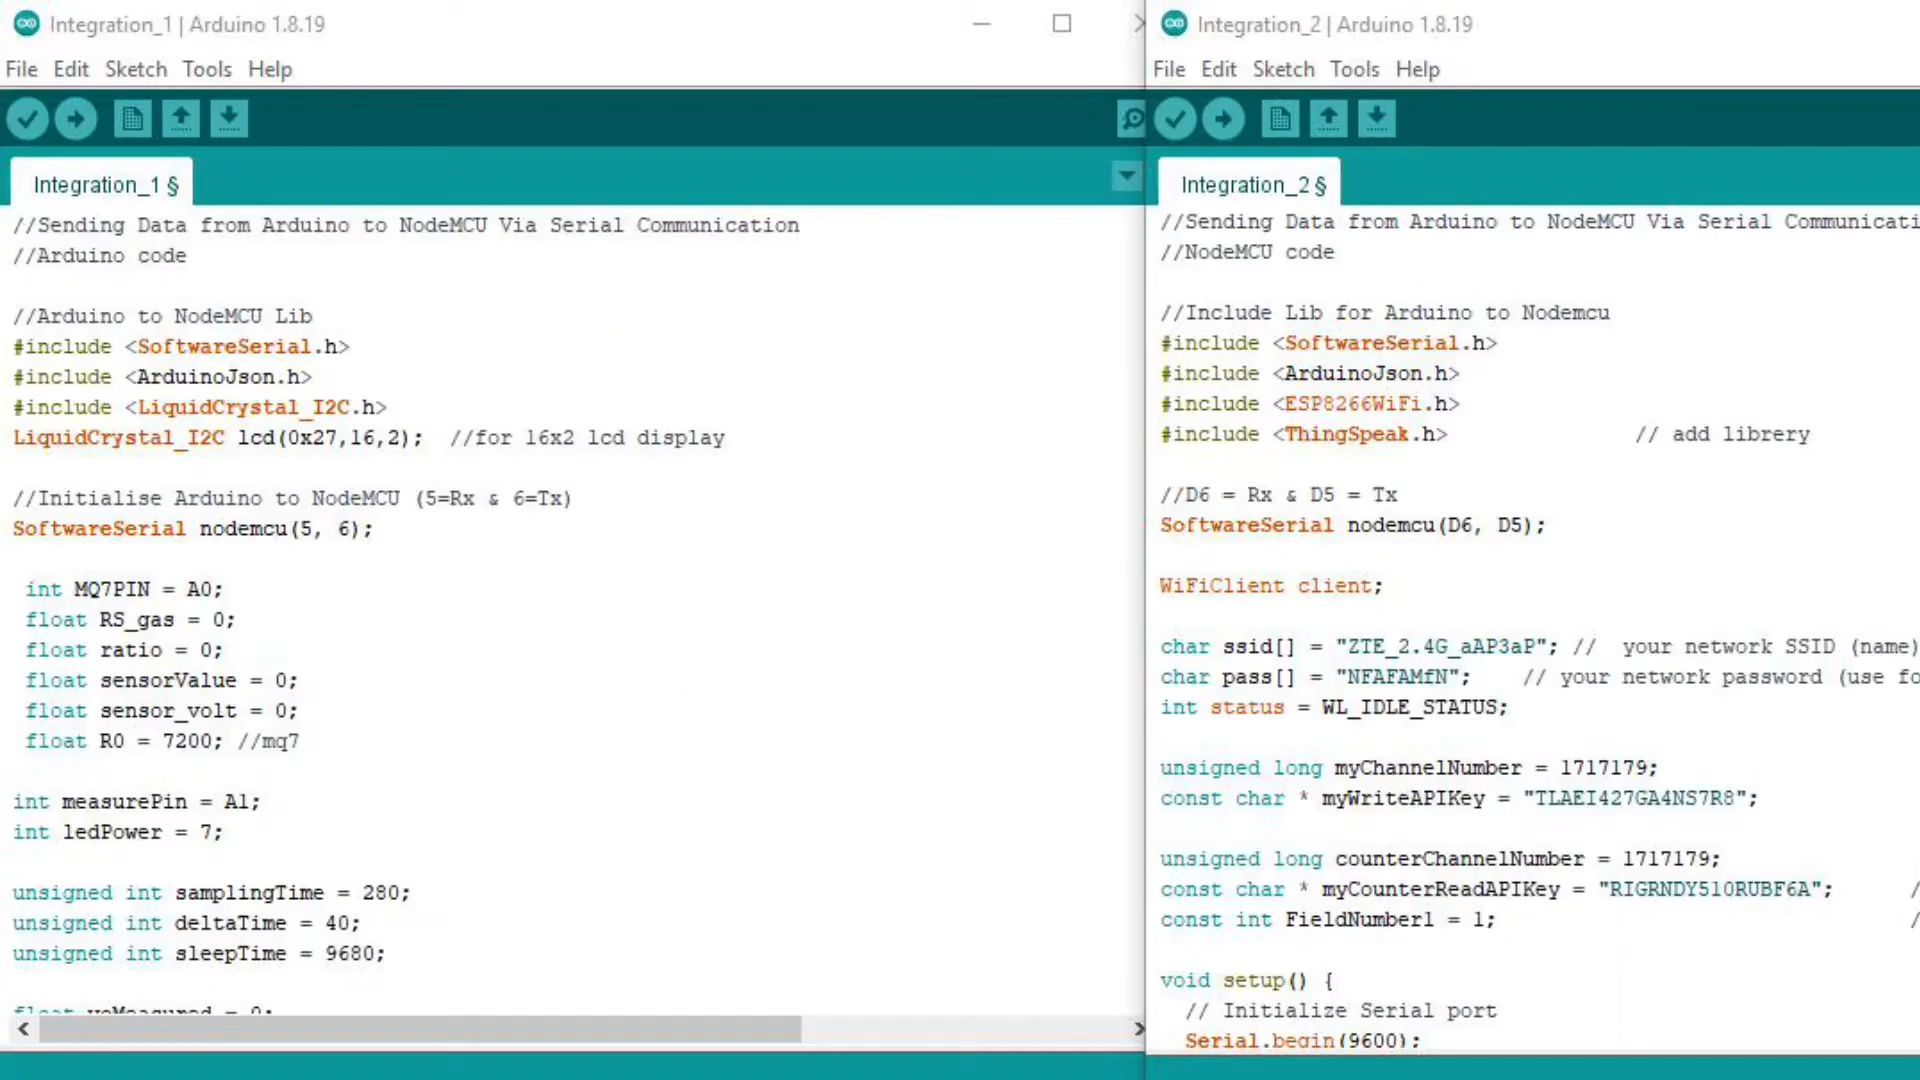 Integration_1 | Arduino 1.8.19
File Edit Sketch Tools Help
Integration_1 §
//Sending Data from Arduino to NodeMCU Via Serial Communication
//Arduino code
//Arduino to NodeMCU Lib
#include <SoftwareSerial.h>
#include <ArduinoJson.h>
#include <LiquidCrystal_I2C.h>
LiquidCrystal_I2C lcd(0x27,16,2);  //for 16x2 lcd display
//Initialise Arduino to NodeMCU (5=Rx & 6=Tx)
SoftwareSerial nodemcu(5, 6);
int MQ7PIN = A0;
float RS_gas = 0;
float ratio = 0;
float sensorValue = 0;
float sensor_volt = 0;
float R0 = 7200; //mq7
int measurePin = A1;
int ledPower = 7;
unsigned int samplingTime = 280;
unsigned int deltaTime = 40;
unsigned int sleepTime = 9680;
float voMeasured = 0;
Integration_2 | Arduino 1.8.19
File Edit Sketch Tools Help
Integration_2 §
//Sending Data from Arduino to NodeMCU Via Serial Communicati
//NodeMCU code
//Include Lib for Arduino to Nodemcu
#include <SoftwareSerial.h>
#include <ArduinoJson.h>
#include <ESP8266WiFi.h>
#include <ThingSpeak.h>               // add librery
//D6 = Rx & D5 = Tx
SoftwareSerial nodemcu(D6, D5);
WiFiClient client;
char ssid[] = "ZTE_2.4G_aAP3aP"; //  your network SSID (name)
char pass[] = "NFAFAMfN";    // your network password (use fo
int status = WL_IDLE_STATUS;
unsigned long myChannelNumber = 1717179;
const char * myWriteAPIKey = "TLAEI427GA4NS7R8";
unsigned long counterChannelNumber = 1717179;
const char * myCounterReadAPIKey = "RIGRNDY510RUBF6A";      /
const int FieldNumber1 = 1;                                 /
void setup() {
// Initialize Serial port
Serial.begin(9600);